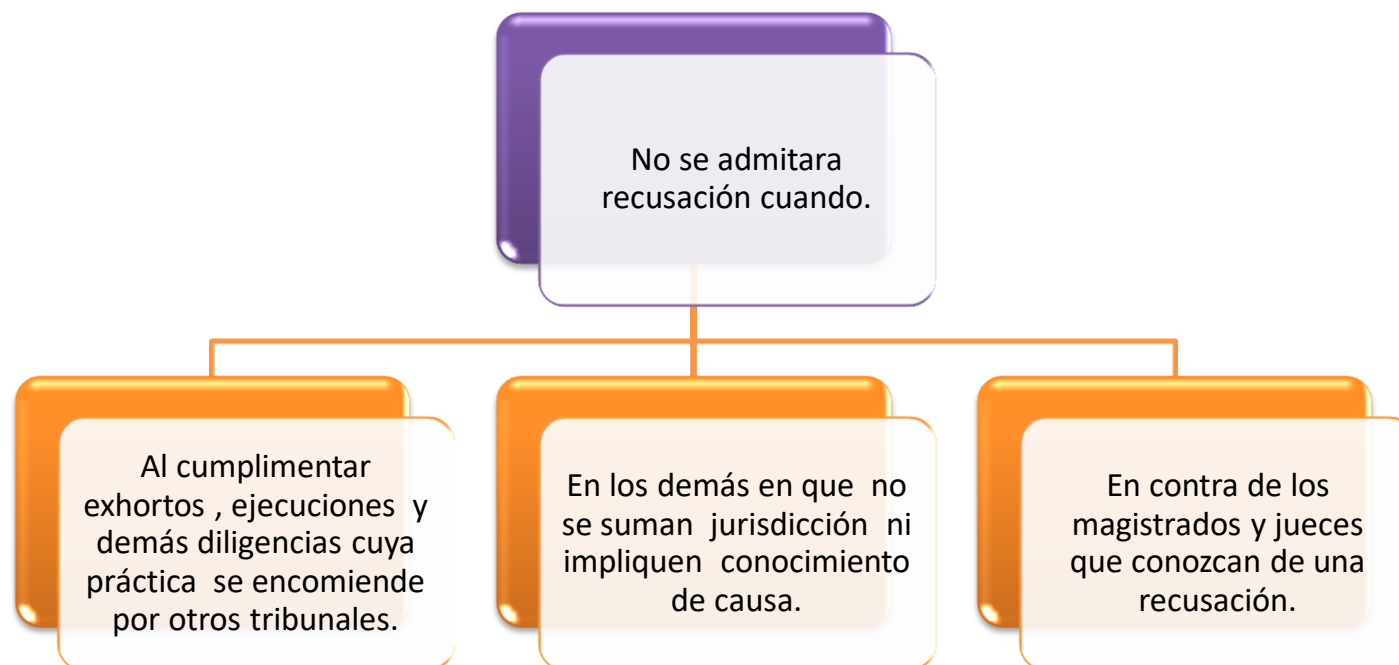 No se admitara
recusación cuando.
Al cumplimentar
exhortos , ejecuciones y
demás diligencias cuya
práctica se encomiende
por otros tribunales.
En los demás en que no
se suman jurisdicción ni
impliquen conocimiento
de causa.
En contra de los
magistrados y jueces
que conozcan de una
recusación.